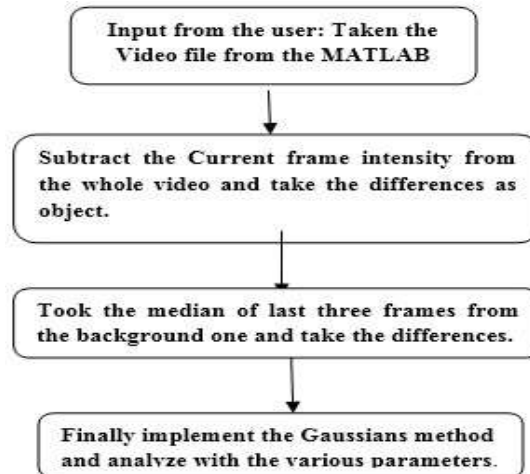 Input from the user: Taken the
Video file from the MATLAB
Subtract the Current frame intensity from
the whole video and take the differences as
object.
Took the median of last three frames from
the background one and take the differences.
Finally implement the Gaussians method
and analyze with the various parameters.